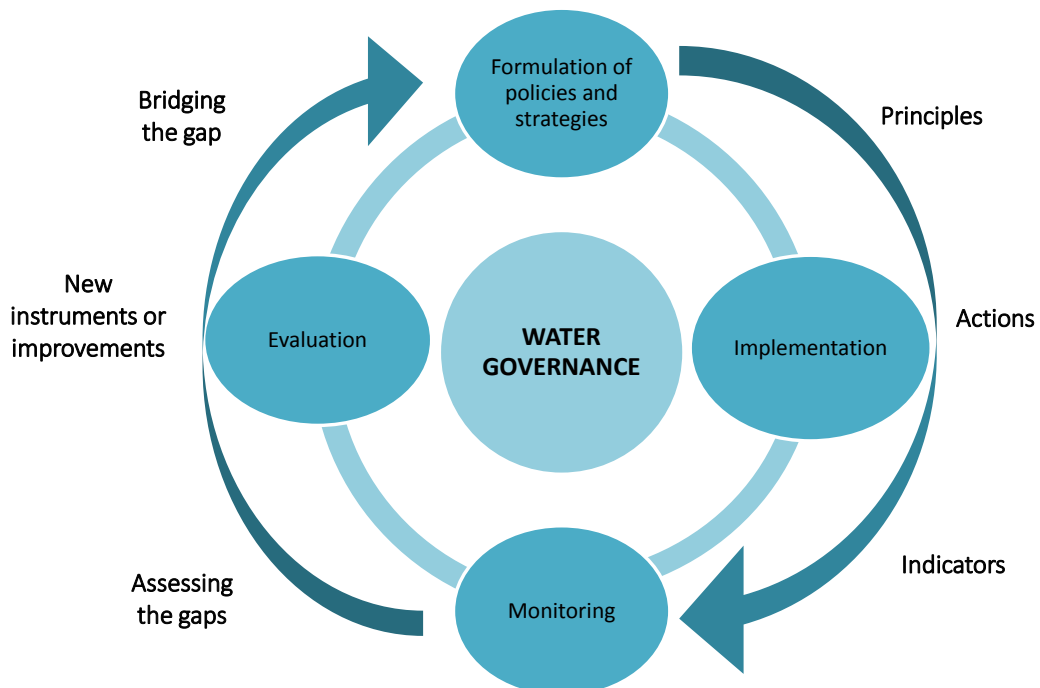 Formulation of
policies and
strategies
Principles
Actions
Implementation
Indicators
Monitoring
Assessing
the gaps
New
instruments or
improvements
Evaluation
Bridging
the gap
WATER
GOVERNANCE